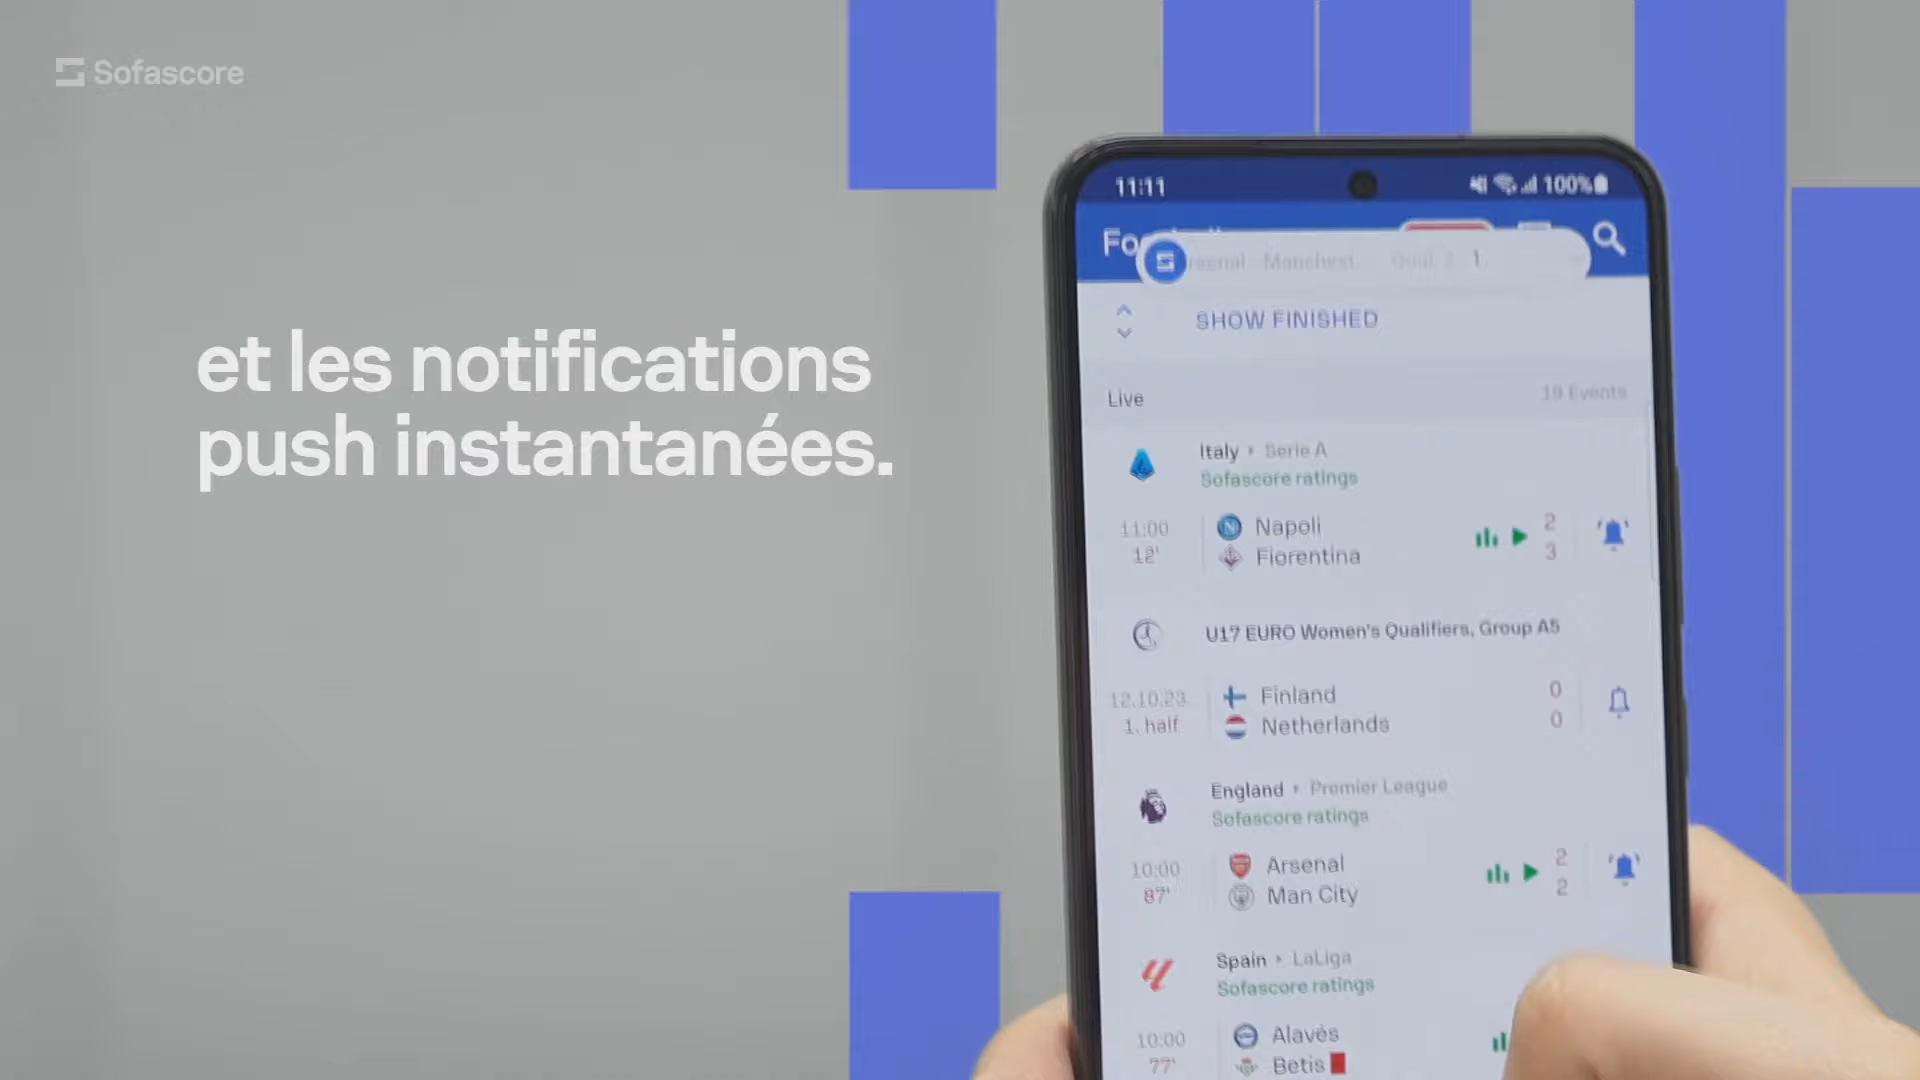 Sofascore
et les notifications
push instantanées.
11:11
100%
SHOW FINISHED
Live
19 Events
Italy
Serie A
Sofascore ratings
11:00
12'
Napoli
Fiorentina
2
3
U17 EURO Women's Qualifiers, Group A5
12.10.23.
1. half
Finland
Netherlands
0
0
England
Premier League
Sofascore ratings
10:00
87'
Arsenal
Man City
2
2
Spain
LaLiga
Sofascore ratings
10:00
77'
Alavés
Betis